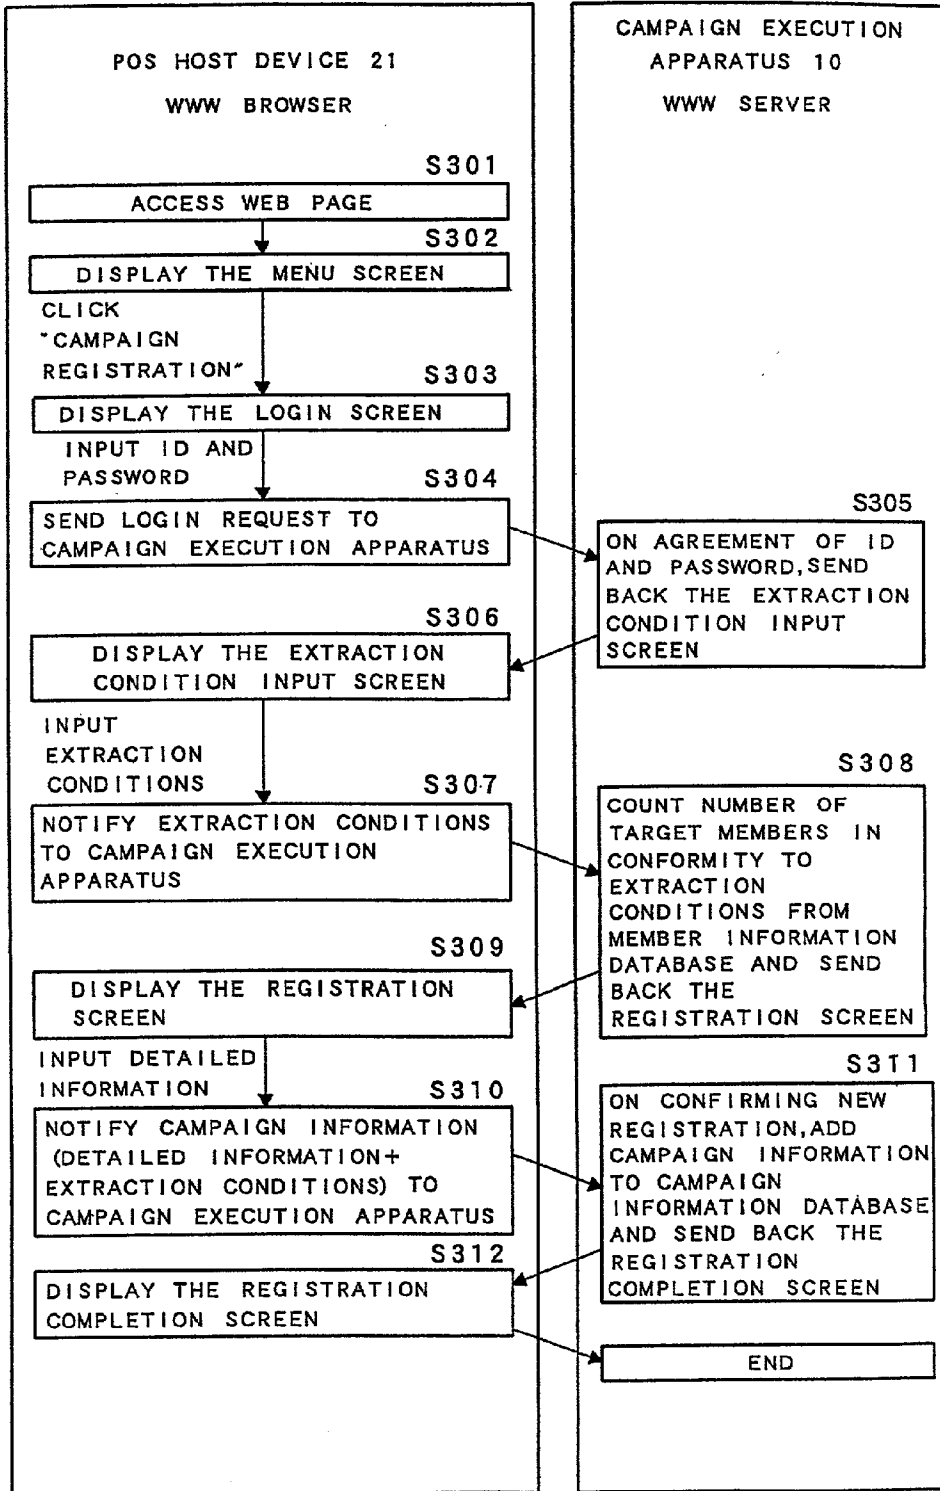 POS HOST DEVICE 21
WWW BROWSER
S301
ACCESS WEB PAGE
S302
DISPLAY THE MENU SCREEN
CLICK
"CAMPAIGN
REGISTRATION"
S303
DISPLAY THE LOGIN SCREEN
INPUT ID AND
PASSWORD
S304
SEND LOGIN REQUEST TO
CAMPAIGN EXECUTION APPARATUS
S306
DISPLAY THE EXTRACTION
CONDITION INPUT SCREEN
INPUT
EXTRACTION
CONDITIONS
S307
NOTIFY EXTRACTION CONDITIONS
TO CAMPAIGN EXECUTION
APPARATUS
S309
DISPLAY THE REGISTRATION
SCREEN
INPUT DETAILED
INFORMATION
S310
NOTIFY CAMPAIGN INFORMATION
(DETAILED INFORMATION+
EXTRACTION CONDITIONS) TO
CAMPAIGN EXECUTION APPARATUS
S312
DISPLAY THE REGISTRATION
COMPLETION SCREEN
CAMPAIGN EXECUTION
APPARATUS 10
WWW SERVER
S305
ON AGREEMENT OF ID
AND PASSWORD,SEND
BACK THE EXTRACTION
CONDITION INPUT
SCREEN
S308
COUNT NUMBER OF
TARGET MEMBERS IN
CONFORMITY TO
EXTRACTION
CONDITIONS FROM
MEMBER INFORMATION
DATABASE AND SEND
BACK THE
REGISTRATION SCREEN
S311
ON CONFIRMING NEW
REGISTRATION,ADD
CAMPAIGN INFORMATION
TO CAMPAIGN
INFORMATION DATABASE
AND SEND BACK THE
REGISTRATION
COMPLETION SCREEN
END